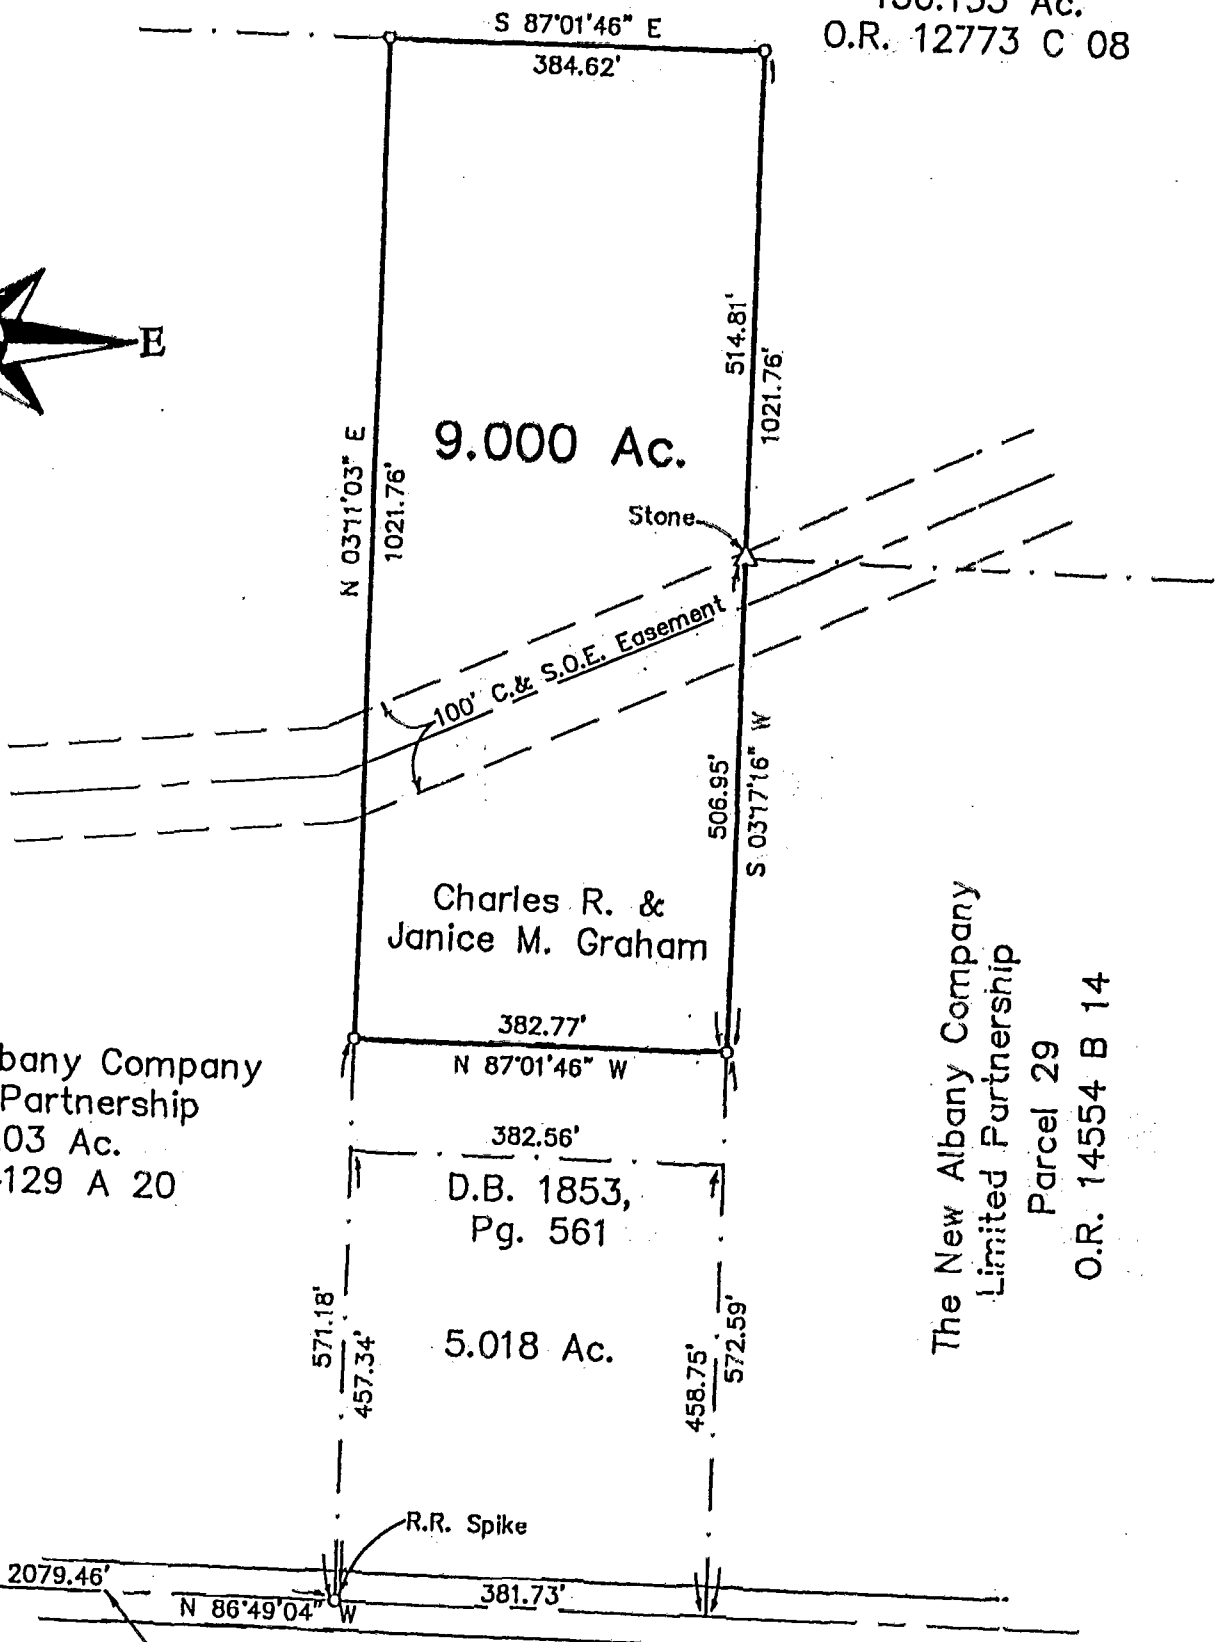 Ac.
O.R. 12773 C 08
S 87°01'46" E
384.62'
E
514.81'
1021.76'
9.000 Ac.
N 03°11'03" E
1021.76'
Stone
100' C.& S.O.E. Easement
506.95'
S 03°17'16" W
Charles R. &
Janice M. Graham
382.77'
N 87°01'46" W
bany Company
Partnership
03 Ac.
129 A 20
382.56'
D.B. 1853,
Pg. 561
The New Albany Company
Limited Partnership
Parcel 29
O.R. 14554 B 14
571.18'
457.34'
5.018 Ac.
458.75'
572.59'
R.R. Spike
2079.46'
N 86°49'04" W
381.73'